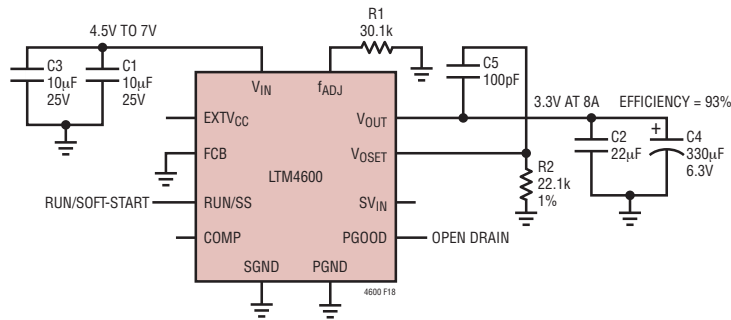 4.5V TO 7V
R1
30.1k
C3
10µF
25V
C1
10µF
25V
C5
100pF
VIN
fADJ
3.3V AT 8A
EFFICIENCY = 93%
EXTVCC
VOUT
FCB
VOSET
C2
22µF
+
C4
330µF
6.3V
LTM4600
R2
22.1k
1%
RUN/SOFT-START
RUN/SS
SVIN
COMP
PGOOD
OPEN DRAIN
SGND
PGND
4600 F18